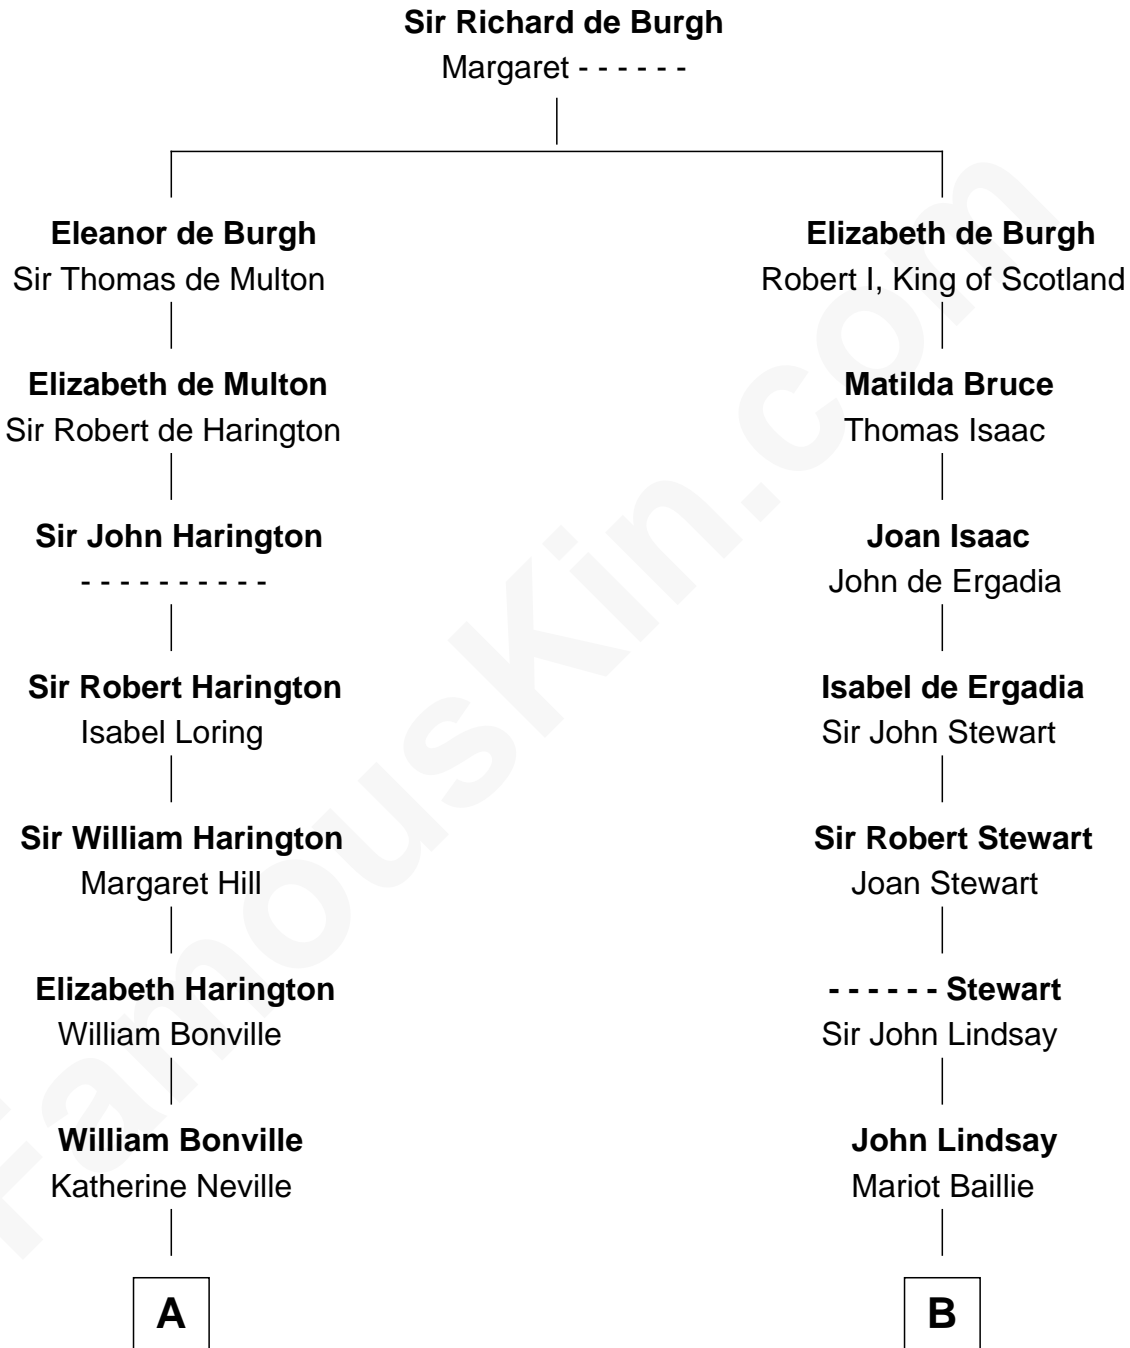 Sir Richard de Burgh
Margaret - - - - - -
Eleanor de Burgh
Sir Thomas de Multon
Elizabeth de Burgh
Robert I, King of Scotland
Elizabeth de Multon
Sir Robert de Harington
Matilda Bruce
Thomas Isaac
Sir John Harington
- - - - - - - - - -
Joan Isaac
John de Ergadia
Sir Robert Harington
Isabel Loring
Isabel de Ergadia
Sir John Stewart
Sir William Harington
Margaret Hill
Sir Robert Stewart
Joan Stewart
Elizabeth Harington
William Bonville
- - - - - - Stewart
Sir John Lindsay
William Bonville
Katherine Neville
John Lindsay
Mariot Baillie
A
B
FamousKin.com